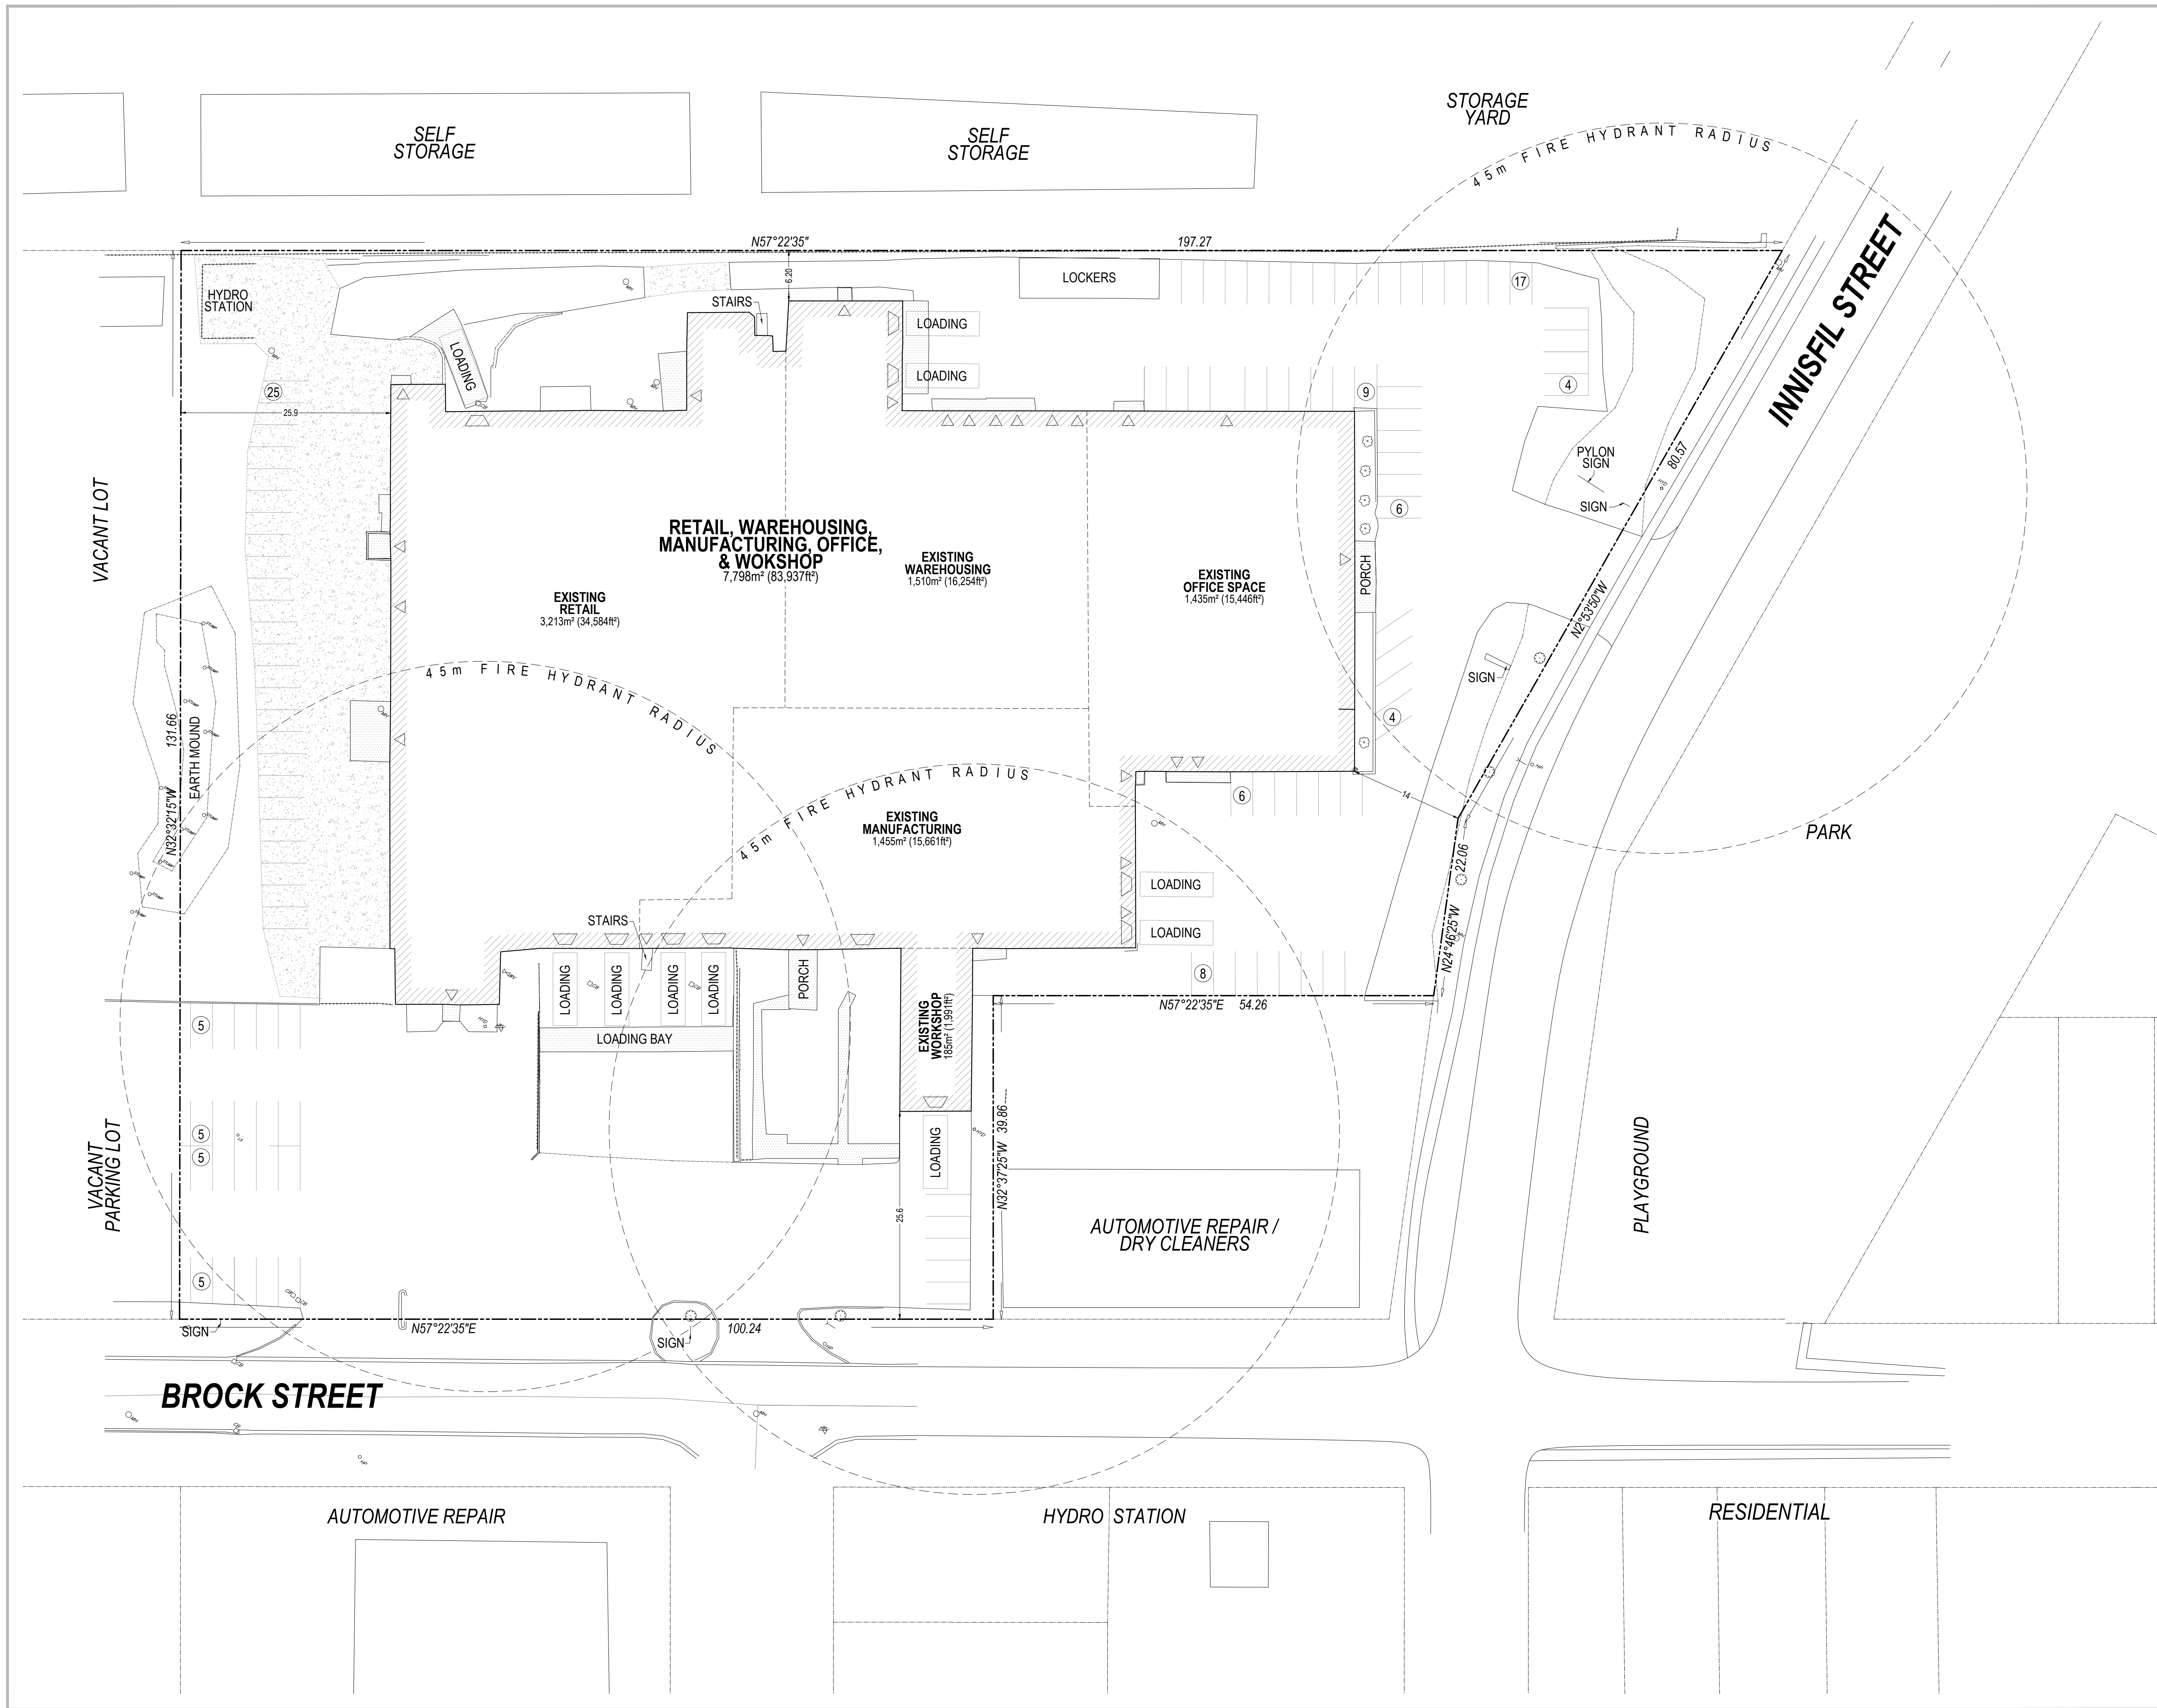 STORAGE
YARD
SELF
STORAGE
SELF
STORAGE
45m FIRE HYDRANT RADIUS
INNISFIL STREET
N57°22'35"
197.27
6.20
HYDRO
STATION
STAIRS
LOCKERS
17
LOADING
LOADING
LOADING
25
25.9
9
4
PYLON
SIGN
SIGN
80.57
6
VACANT LOT
RETAIL, WAREHOUSING,
MANUFACTURING, OFFICE,
& WOKSHOP
7,798m² (83,937ft²)
EXISTING
WAREHOUSING
1,510m² (16,254ft²)
EXISTING
OFFICE SPACE
1,435m² (15,446ft²)
EXISTING
RETAIL
3,213m² (34,584ft²)
PORCH
N2°53'50"W
SIGN
4
45m FIRE HYDRANT RADIUS
131.66
N32°32'15"W
EARTH MOUND
45m FIRE HYDRANT RADIUS
EXISTING
MANUFACTURING
1,455m² (15,661ft²)
6
14
22.06
N24°46'25"W
PARK
LOADING
LOADING
STAIRS
8
N57°22'35"E 54.26
LOADING
LOADING
LOADING
LOADING
PORCH
EXISTING
WORKSHOP
185m² (1,991ft²)
LOADING BAY
5
5
5
5
VACANT
PARKING LOT
LOADING
25.6
N32°37'25"W 39.86
AUTOMOTIVE REPAIR /
DRY CLEANERS
PLAYGROUND
SIGN
N57°22'35"E
SIGN
100.24
BROCK STREET
AUTOMOTIVE REPAIR
HYDRO STATION
RESIDENTIAL